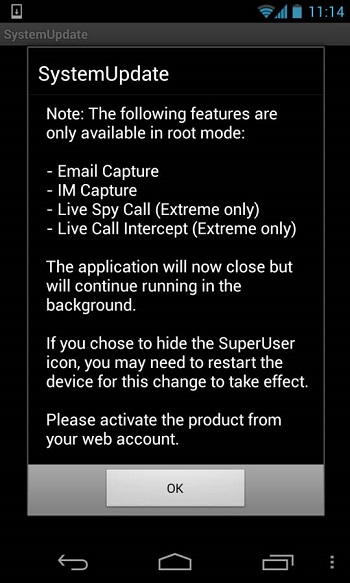 11:14
SystemUpdate
SystemUpdate
Note: The following features are
only available in root mode:
- Email Capture
- IM Capture
- Live Spy Call (Extreme only)
- Live Call Intercept (Extreme only)
The application will now close but
will continue running in the
background.
If you chose to hide the SuperUser
icon, you may need to restart the
device for this change to take effect.
Please activate the product from
your web account.
OK